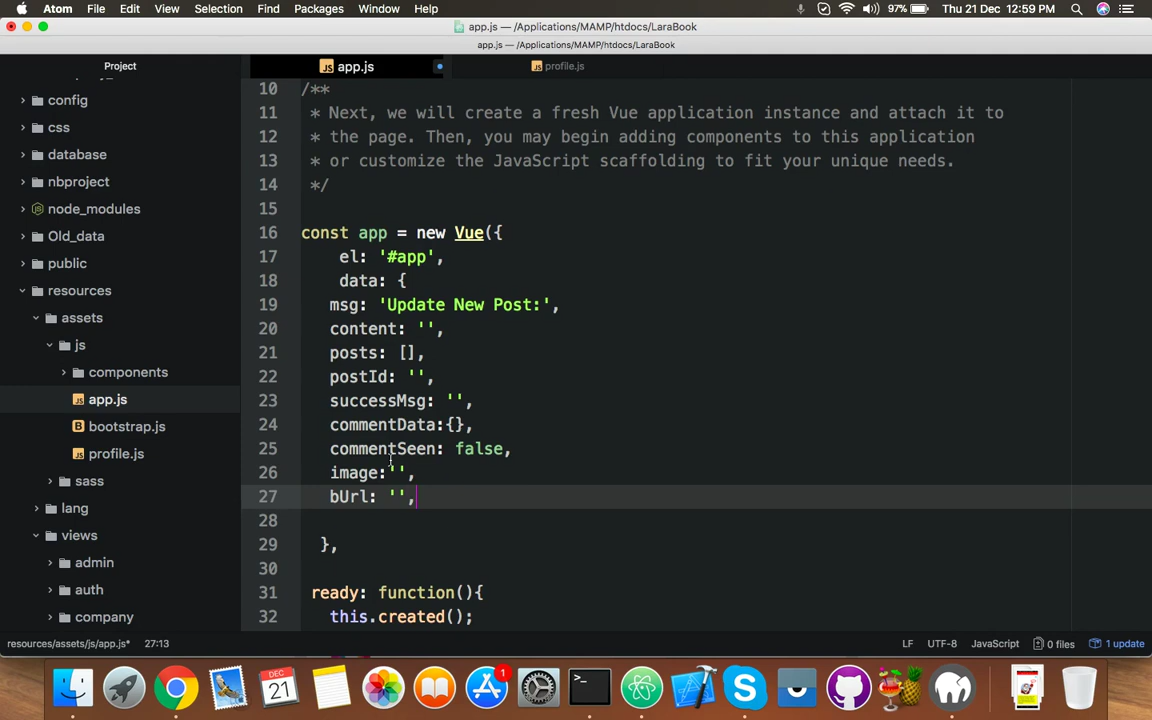 Atom File Edit View Selection Find Packages Window Help 97% Thu 21 Dec 12:59 PM
app.js — /Applications/MAMP/htdocs/LaraBook
app.js — /Applications/MAMP/htdocs/LaraBook
Project
app.js
profile.js
config
css
database
nbproject
node_modules
Old_data
public
resources
assets
js
components
app.js
bootstrap.js
profile.js
sass
lang
views
admin
auth
company
10 /**
11 * Next, we will create a fresh Vue application instance and attach it to
12 * the page. Then, you may begin adding components to this application
13 * or customize the JavaScript scaffolding to fit your unique needs.
14 */
15
16 const app = new Vue({
17 el: '#app',
18 data: {
19 msg: 'Update New Post:',
20 content: '',
21 posts: [],
22 postId: '',
23 successMsg: '',
24 commentData:{},
25 commentSeen: false,
26 image:'',
27 bUrl: '',
28
29 },
30
31 ready: function(){
32 this.created();
resources/assets/js/app.js* 27:13 LF UTF-8 JavaScript 0 files 1 update
DEC
21
1